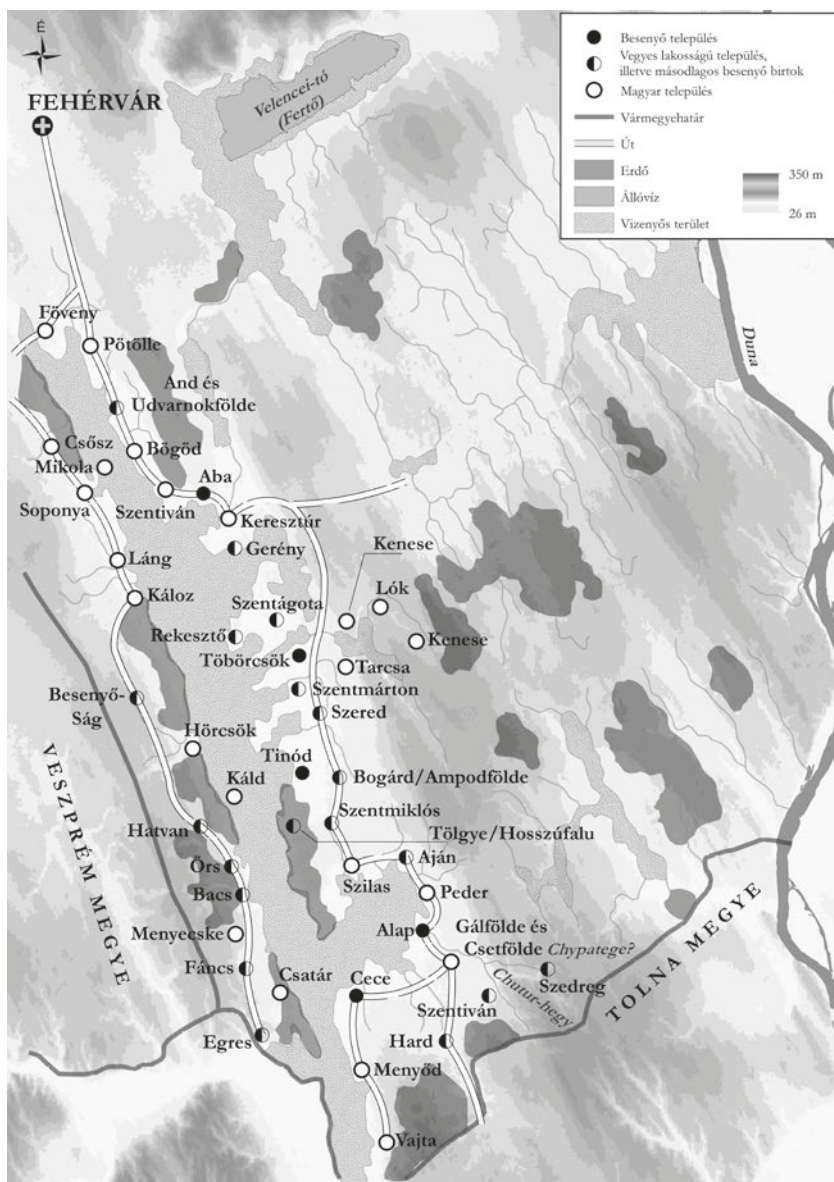 É
FEHÉRVÁR
Velencei-tó
(Fertő)
Besenyő település
Vegyes lakosságú település,
illetve másodlagos besenyő birtok
Magyar település
Vármegyehatár
Út
Erdő
Állóvíz
Vizenyős terület
350 m
26 m
Duna
Föveny
Pötölle
And és
Udvarnokfölde
Csősz
Mikola
Bögöd
Aba
Soponya
Szentiván
Keresztúr
Gerény
Kenese
Láng
Lók
Káloz
Szentágota
Rekesztő
Kenese
Töbörcsök
Tarcsa
Besenyő-
Ság
Szentmárton
Szered
Hörcsök
Tinód
Káld
Bogárd/Ampodfölde
Szentmiklós
Hatvan
Tölgye/Hosszúfalu
Őrs
Aján
Szilas
Bacs
Peder
Menyecske
Alap
Gálfölde és
Csetfölde
Chypatege?
Fáncs
Csatár
Cece
Szedreg
Szentiván
Chutur-hegy
Egres
Hard
Menyőd
Vajta
VESZPRÉM MEGYE
TOLNA MEGYE